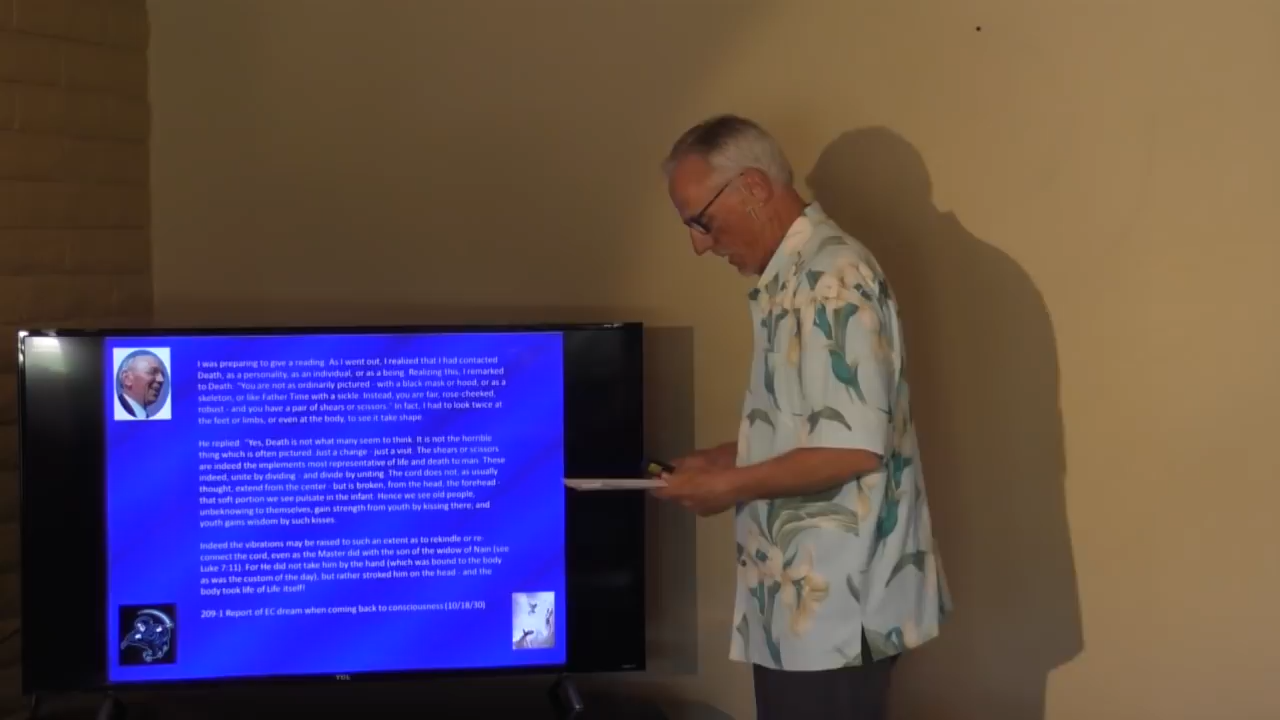 I was preparing to give a reading. As I went out, I realized that I had contacted
Death, as a personality, as an individual, or as a being. Realizing this, I remarked
to Death: "You are not as ordinarily pictured - with a black mask or hood, or as a
skeleton, or like Father Time with a sickle. Instead, you are fair, rose-cheeked,
robust - and you have a pair of shears or scissors." In fact, I had to look twice at
the feet or limbs, or even at the body, to see it take shape.
He replied: "Yes, Death is not what many seem to think. It is not the horrible
thing which is often pictured. Just a change - just a visit. The shears or scissors
are indeed the implements most representative of life and death to man. These
indeed, unite by dividing - and divide by uniting. The cord does not, as usually
thought, extend from the center - but is broken, from the head, the forehead -
that soft portion we see pulsate in the infant. Hence we see old people,
unbeknowing to themselves, gain strength from youth by kissing there; and
youth gains wisdom by such kisses.
Indeed the vibrations may be raised to such an extent as to rekindle or re-
connect the cord, even as the Master did with the son of the widow of Nain (see
Luke 7:11). For He did not take him by the hand (which was bound to the body
as was the custom of the day), but rather stroked him on the head - and the
body took life of Life itself!
209-1 Report of EC dream when coming back to consciousness (10/18/30)
TCL